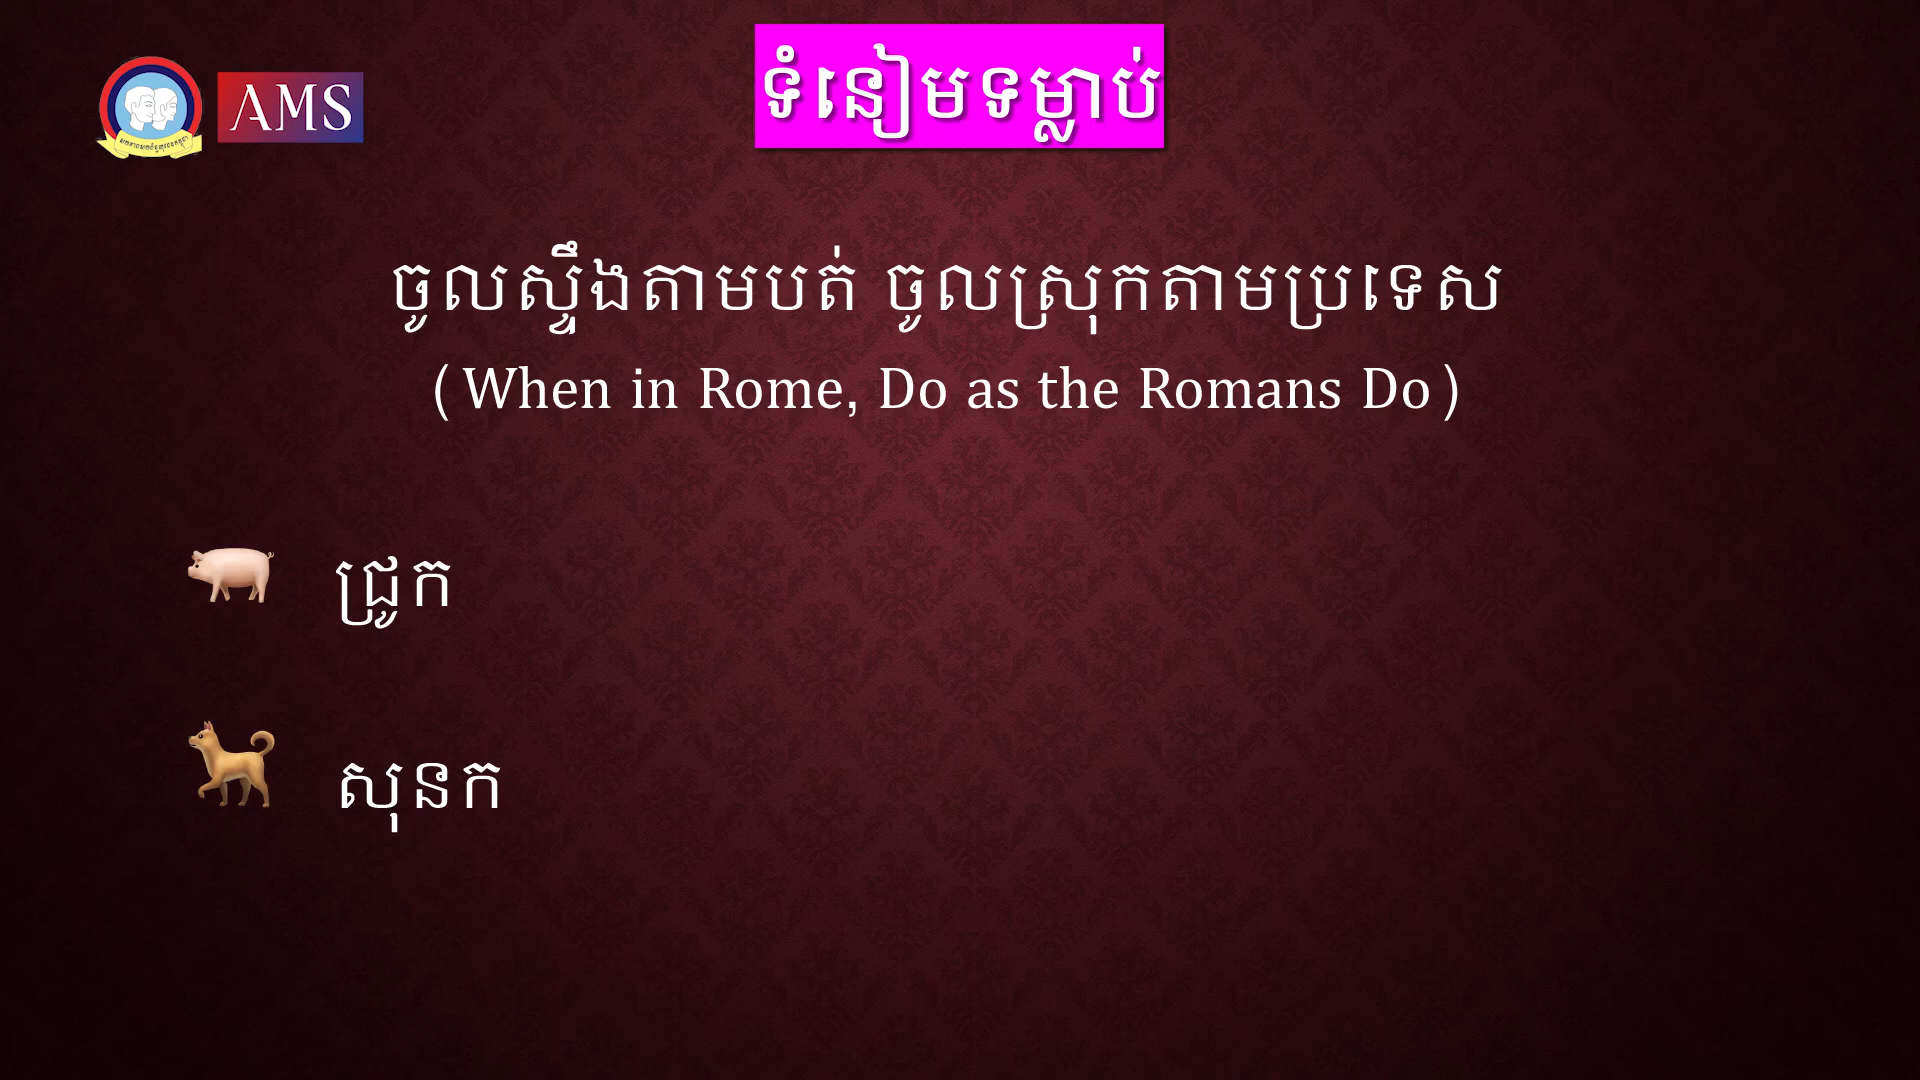 AMS
ទំនៀមទម្លាប់
ចូលស្ទឹងតាមបត់ ចូលស្រុកតាមប្រទេស
(When in Rome, Do as the Romans Do)
ជ្រូក
សុនក